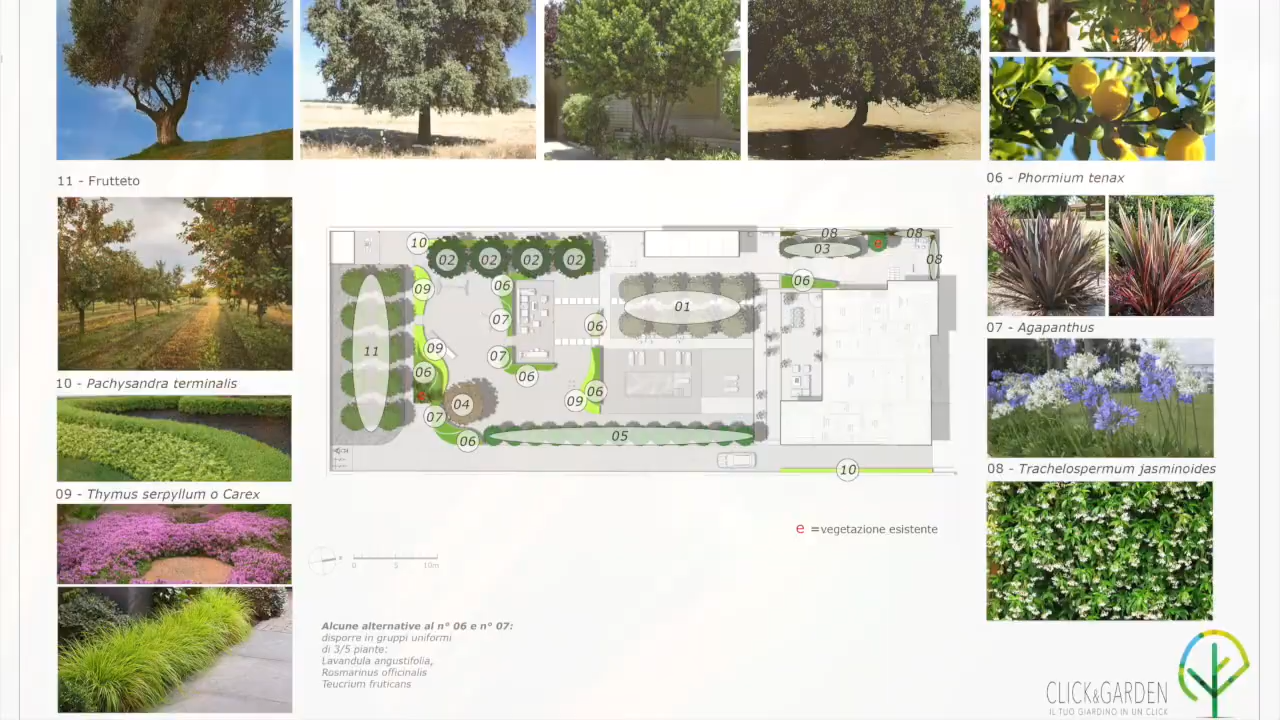 11 - Frutteto
06 - Phormium tenax
10
08
08
02
02
02
02
03
08
09
06
06
01
07
06
11
09
07
06
06
06
04
09
07
05
06
10
10 - Pachysandra terminalis
07 - Agapanthus
09 - Thymus serpyllum o Carex
08 - Trachelospermum jasminoides
e =vegetazione esistente
0 5 10m
Alcune alternative al n° 06 e n° 07:
disporre in gruppi uniformi
di 3/5 piante:
Lavandula angustifolia,
Rosmarinus officinalis
Teucrium fruticans
CLICK&GARDEN
IL TUO GIARDINO IN UN CLICK